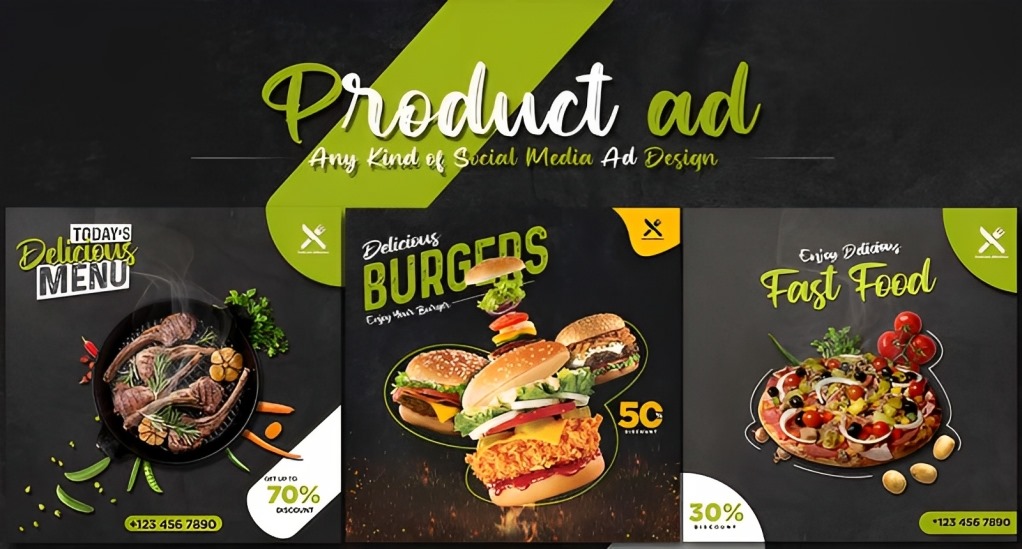 Product ad
Any Kind of Social Media Ad Design
TODAY'S
Delicious
MENU
GET UP TO
70%
DISCOUNT
+123 456 7890
Delicious
BURGERS
Enjoy Your Burger
50%
DISCOUNT
Enjoy Delicious
Fast Food
30%
DISCOUNT
+123 456 7890